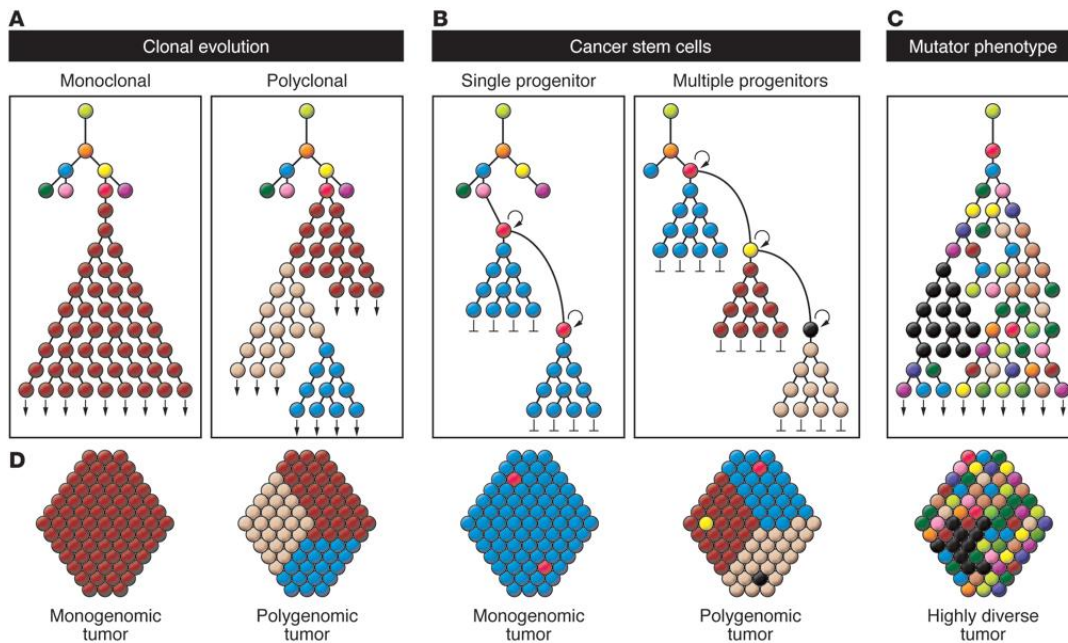 A
Clonal evolution
Monoclonal
Polyclonal
B
Cancer stem cells
Single progenitor
Multiple progenitors
C
Mutator phenotype
D
Monogenomic
tumor
Polygenomic
tumor
Monogenomic
tumor
Polygenomic
tumor
Highly diverse
tumor